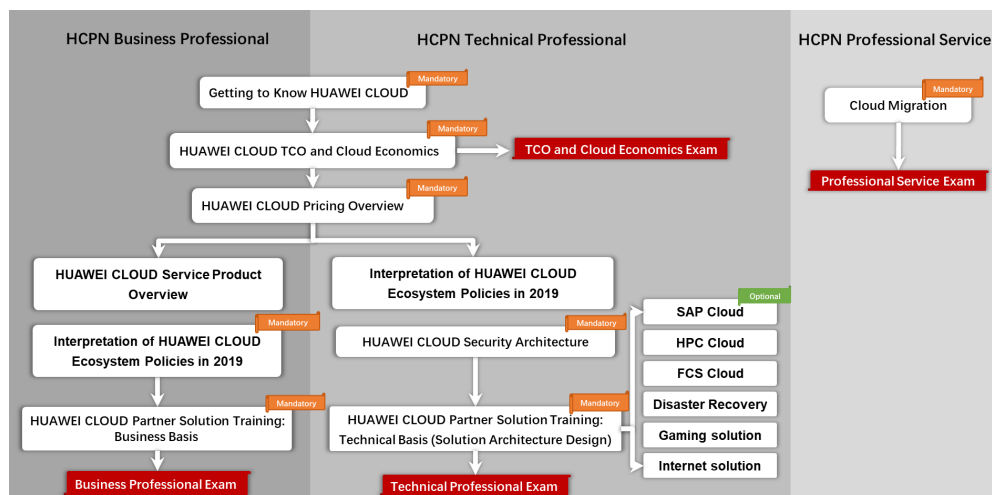 HCPN Business Professional
HCPN Technical Professional
HCPN Professional Service
Mandatory
Getting to Know HUAWEI CLOUD
Mandatory
Cloud Migration
Mandatory
HUAWEI CLOUD TCO and Cloud Economics
TCO and Cloud Economics Exam
Professional Service Exam
Mandatory
HUAWEI CLOUD Pricing Overview
HUAWEI CLOUD Service Product
Overview
Interpretation of HUAWEI CLOUD
Ecosystem Policies in 2019
Mandatory
Interpretation of HUAWEI CLOUD
Ecosystem Policies in 2019
Mandatory
HUAWEI CLOUD Security Architecture
Optional
SAP Cloud
HPC Cloud
FCS Cloud
Disaster Recovery
Gaming solution
Internet solution
Mandatory
HUAWEI CLOUD Partner Solution Training:
Business Basis
Mandatory
HUAWEI CLOUD Partner Solution Training:
Technical Basis (Solution Architecture Design)
Business Professional Exam
Technical Professional Exam